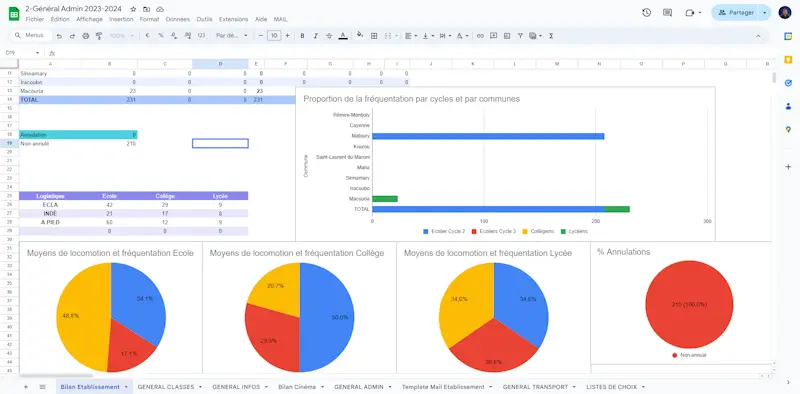 2-Général Admin 2023-2024
Fichier Edition Affichage Insertion Format Données Outils Extensions Aide MAIL
Partager
Menus 100% € % .0 .00 123 Par dé... 10 B I A
D19 fx
A B C D E F G H I J K L M N O P Q
11 Sinnamary 0 0 0 0 0 0 0 0
12 Iracoubo 0 0 0 0 0 0 0 0
13 Macouria 23 0 0 23
14 TOTAL 231 0 0 231
Proportion de la fréquentation par cycles et par communes
Commune
Rémire-Montjoly
Cayenne
Matoury
Kourou
Saint-Laurent du Maroni
Mana
Sinnamary
Iracoubo
Macouria
TOTAL
0 100 200 300
Ecolier Cycle 2 Ecoliers Cycle 3 Collégiens Lycéens
18 Annulation 0
19 Non annulé 210
25 Logistique Ecole Collège Lycée
26 ECLA 42 29 9
27 INDÉ 21 17 8
28 A PIED 60 12 9
29 0 0 0
Moyens de locomotion et fréquentation Ecole
34.1%
48.8%
17.1%
Moyens de locomotion et fréquentation Collège
20.7%
50.0%
29.3%
Moyens de locomotion et fréquentation Lycée
34.6%
% Annulations
210 (100.0%)
Non annulé
Bilan Etablissement GENERAL CLASSES GENERAL INFOS Bilan Cinéma GENERAL ADMIN Template Mail Etablissement GENERAL TRANSPORT LISTES DE CHOIX